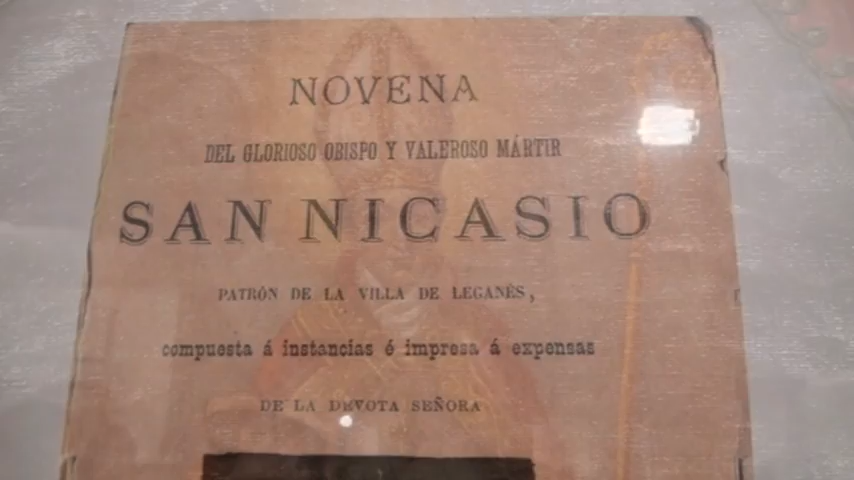 NOVENA
DEL GLORIOSO OBISPO Y VALEROSO MÁRTIR
SAN NICASIO
PATRÓN DE LA VILLA DE LEGANÉS,
compuesta á instancias é impresa á expensas
DE LA DEVOTA SEÑORA